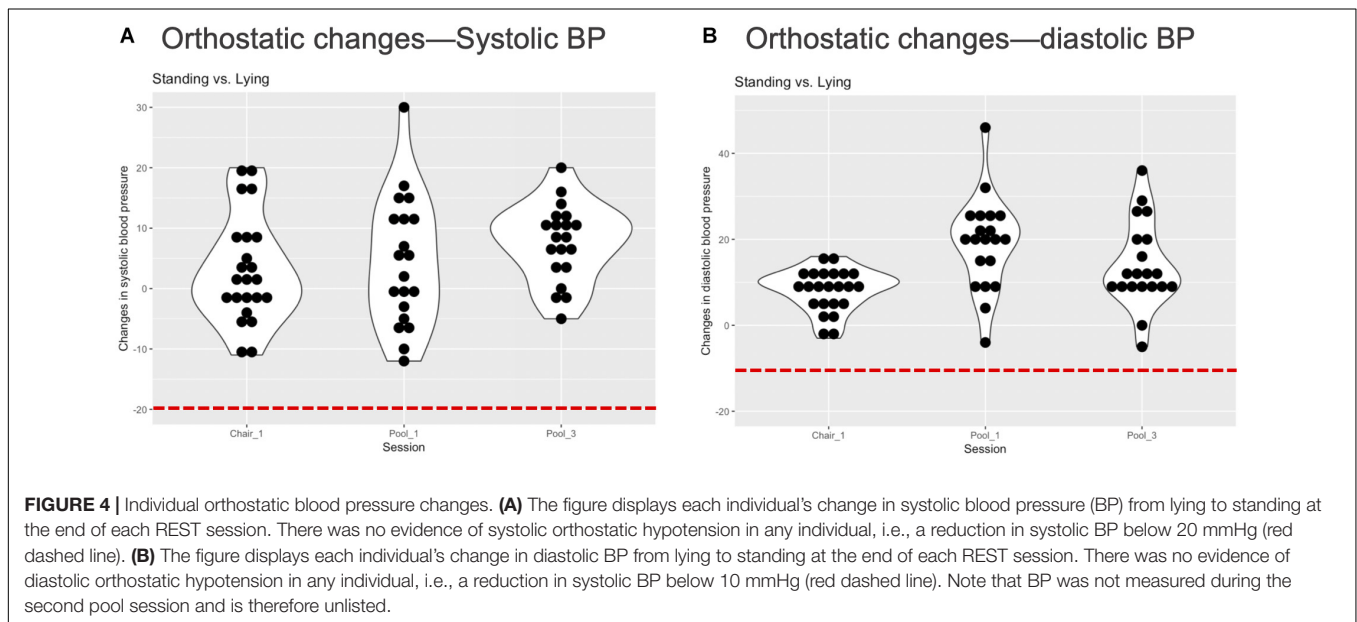 A Orthostatic changes—Systolic BP
Standing vs. Lying
Changes in systolic blood pressure
30
20
10
0
-10
-20
Chair_1 Pool_1 Pool_3
Session
B Orthostatic changes—diastolic BP
Standing vs. Lying
Changes in diastolic blood pressure
40
20
0
-20
Chair_1 Pool_1 Pool_3
Session
FIGURE 4 | Individual orthostatic blood pressure changes. (A) The figure displays each individual's change in systolic blood pressure (BP) from lying to standing at
the end of each REST session. There was no evidence of systolic orthostatic hypotension in any individual, i.e., a reduction in systolic BP below 20 mmHg (red
dashed line). (B) The figure displays each individual's change in diastolic BP from lying to standing at the end of each REST session. There was no evidence of
diastolic orthostatic hypotension in any individual, i.e., a reduction in systolic BP below 10 mmHg (red dashed line). Note that BP was not measured during the
second pool session and is therefore unlisted.